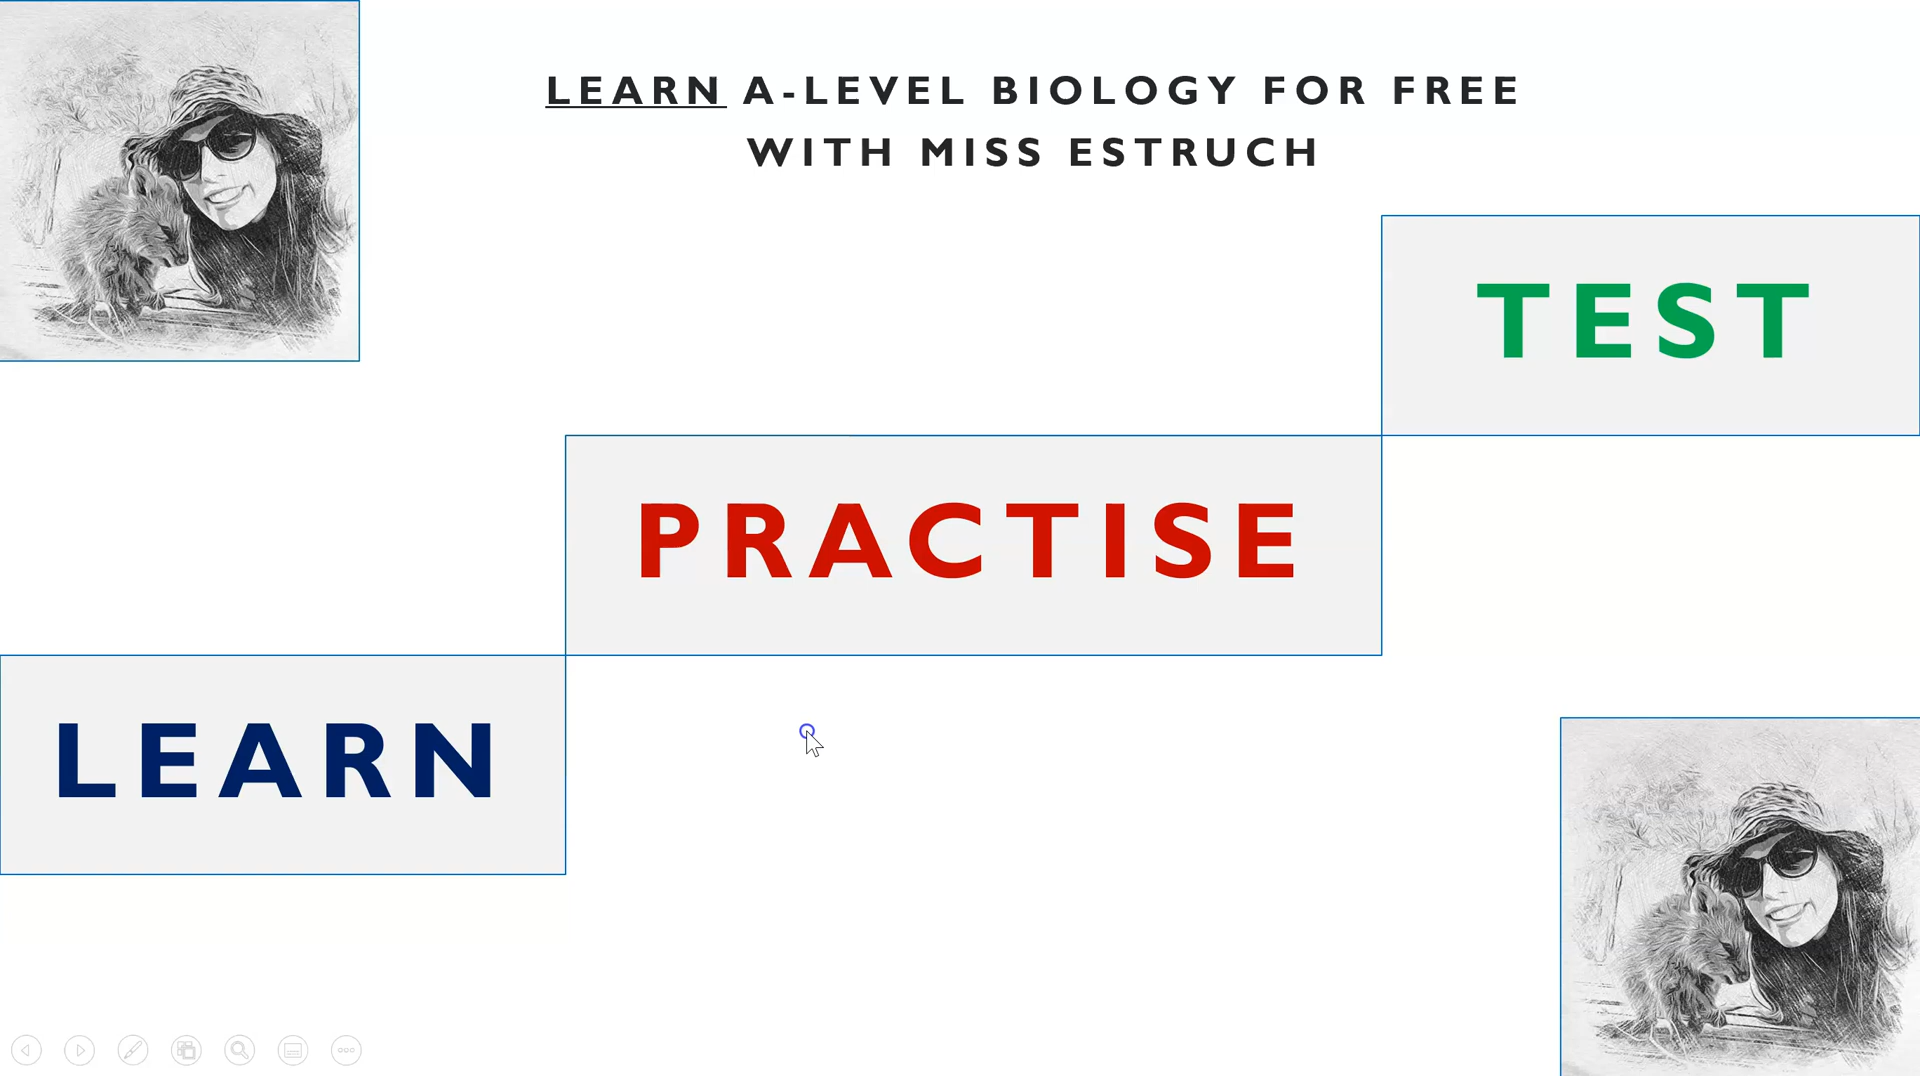 LEARN A-LEVEL BIOLOGY FOR FREE
WITH MISS ESTRUCH
TEST
PRACTISE
LEARN